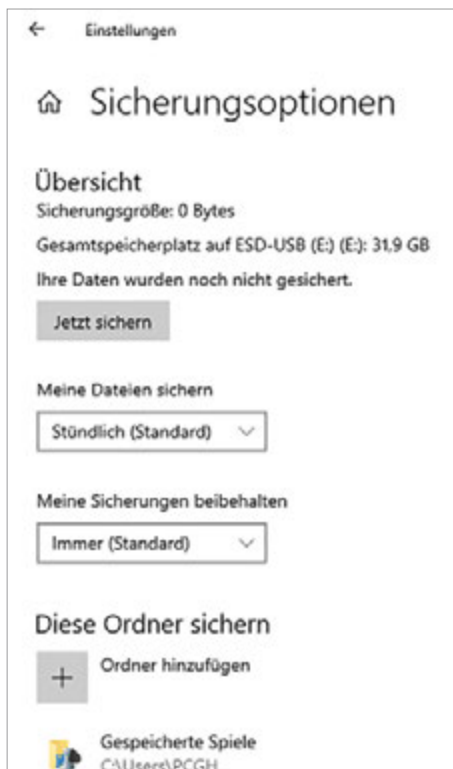 Einstellungen
Sicherungsoptionen
Übersicht
Sicherungsgröße: 0 Bytes
Gesamtspeicherplatz auf ESD-USB (E:) (E:): 31,9 GB
Ihre Daten wurden noch nicht gesichert.
Jetzt sichern
Meine Dateien sichern
Stündlich (Standard)
Meine Sicherungen beibehalten
Immer (Standard)
Diese Ordner sichern
Ordner hinzufügen
Gespeicherte Spiele
C:\Users\PCGH